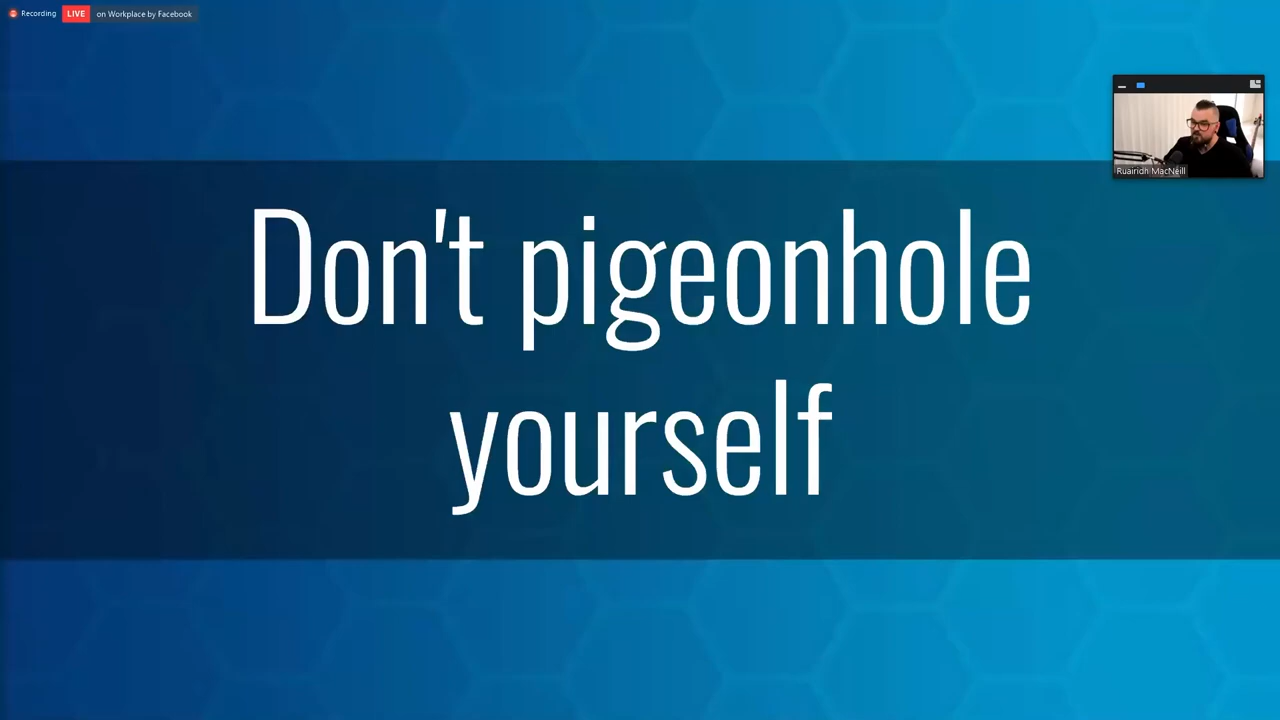 Recording LIVE on Workplace by Facebook
Ruairidh MacNeill
Don't pigeonhole
yourself